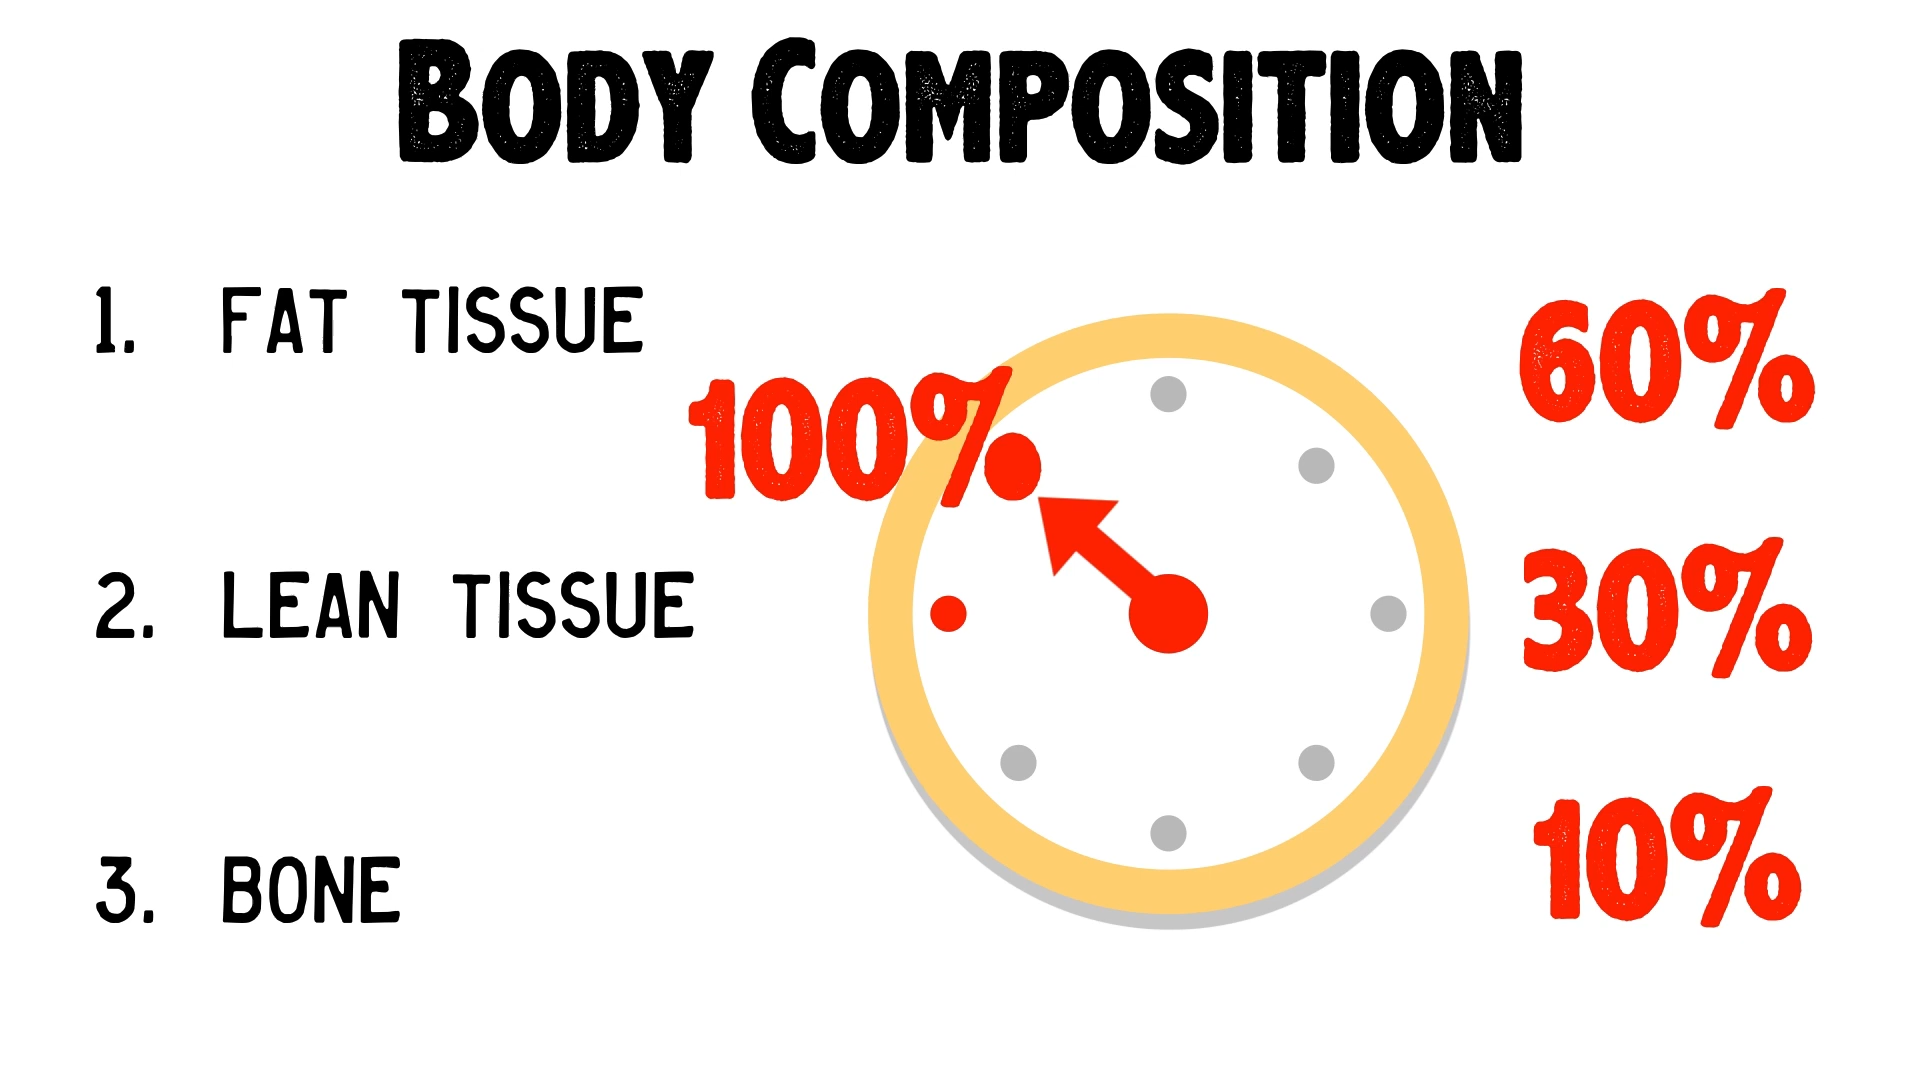 BODY COMPOSITION
1. FAT TISSUE
100%
60%
2. LEAN TISSUE
30%
3. BONE
10%